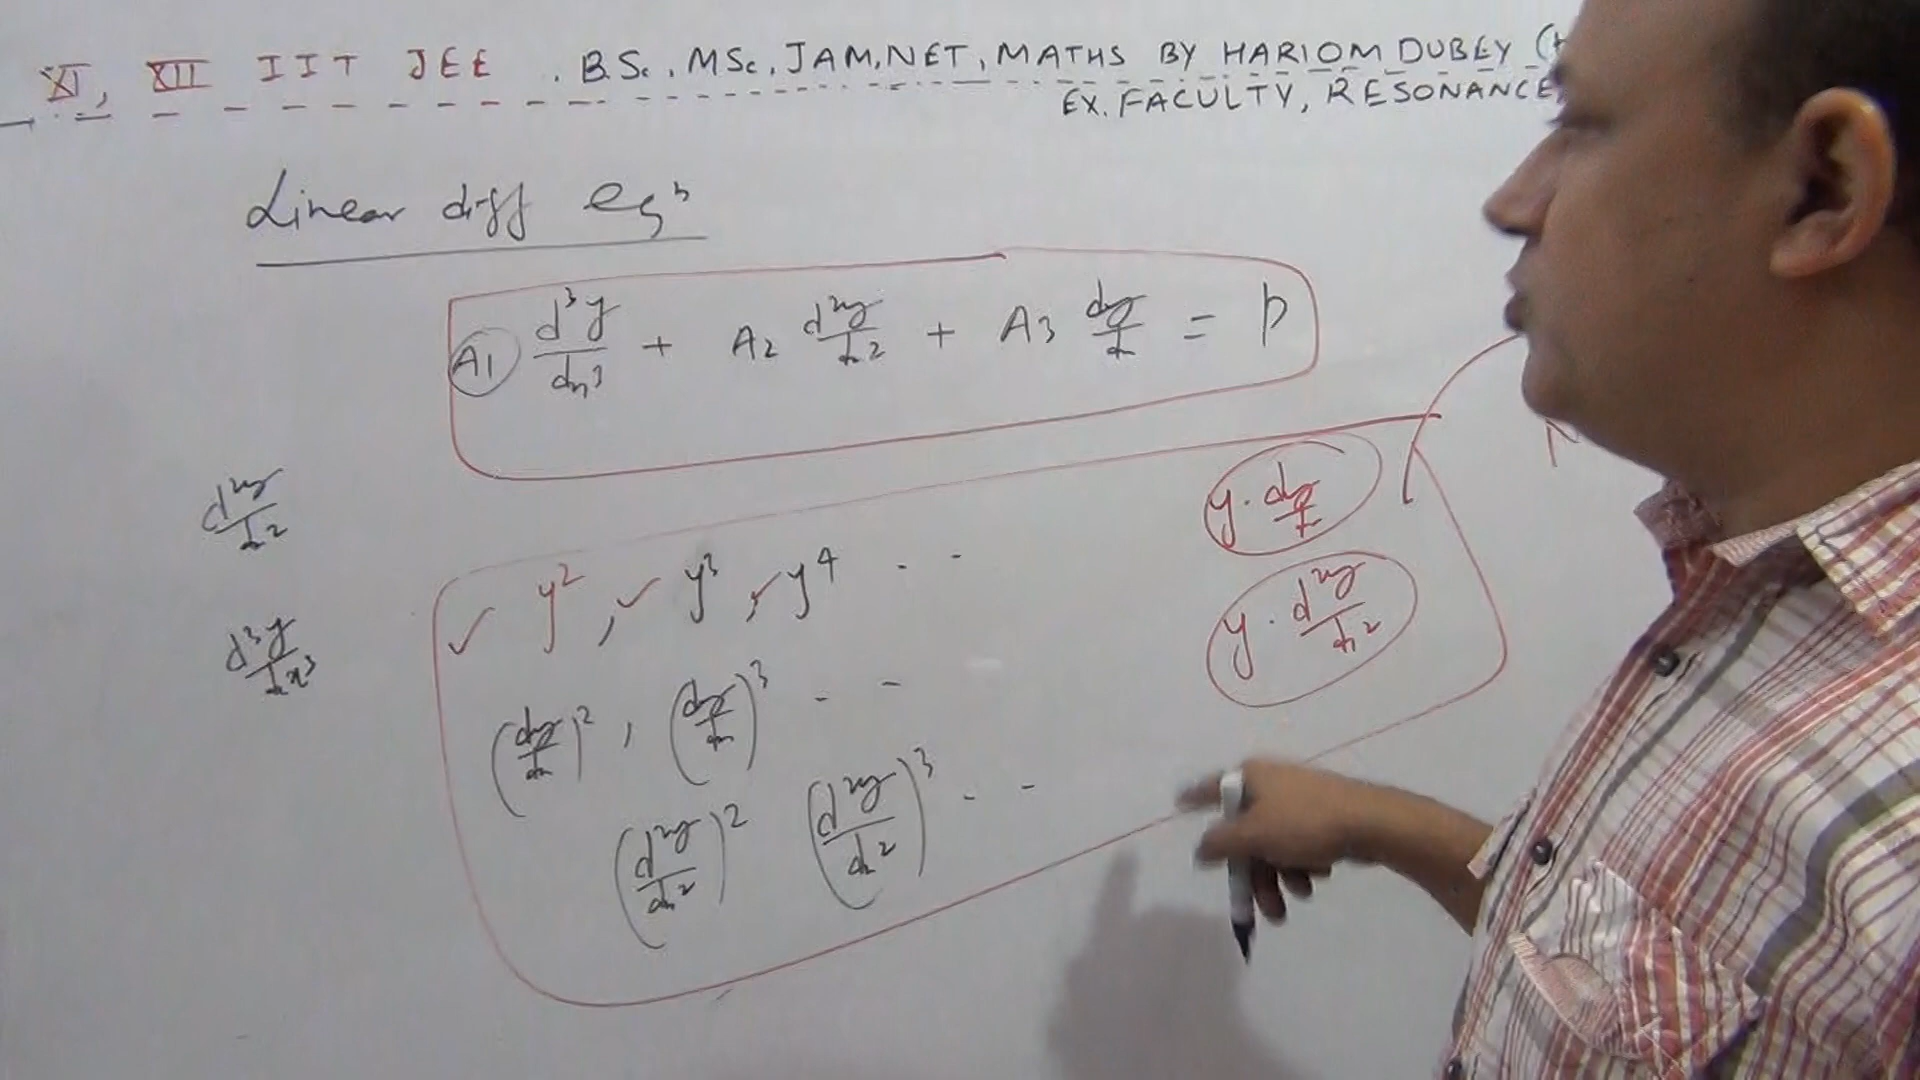 XI, XII IIT JEE . B.Sc, MSc, JAM, NET, MATHS BY HARIOM DUBEY (
EX. FACULTY, RESONANCE,
Linear diff eqn
A1 d³y/dx³ + A2 d²y/dx² + A3 dy/dx = P
y · dy/dx
d²y/dx²
✓ y², ✓ y³, ✓ y⁴ - -
y · d²y/dx²
d³y/dx³
(dy/dx)², (dy/dx)³ - -
(d²y/dx²)² (d²y/dx²)³ - -